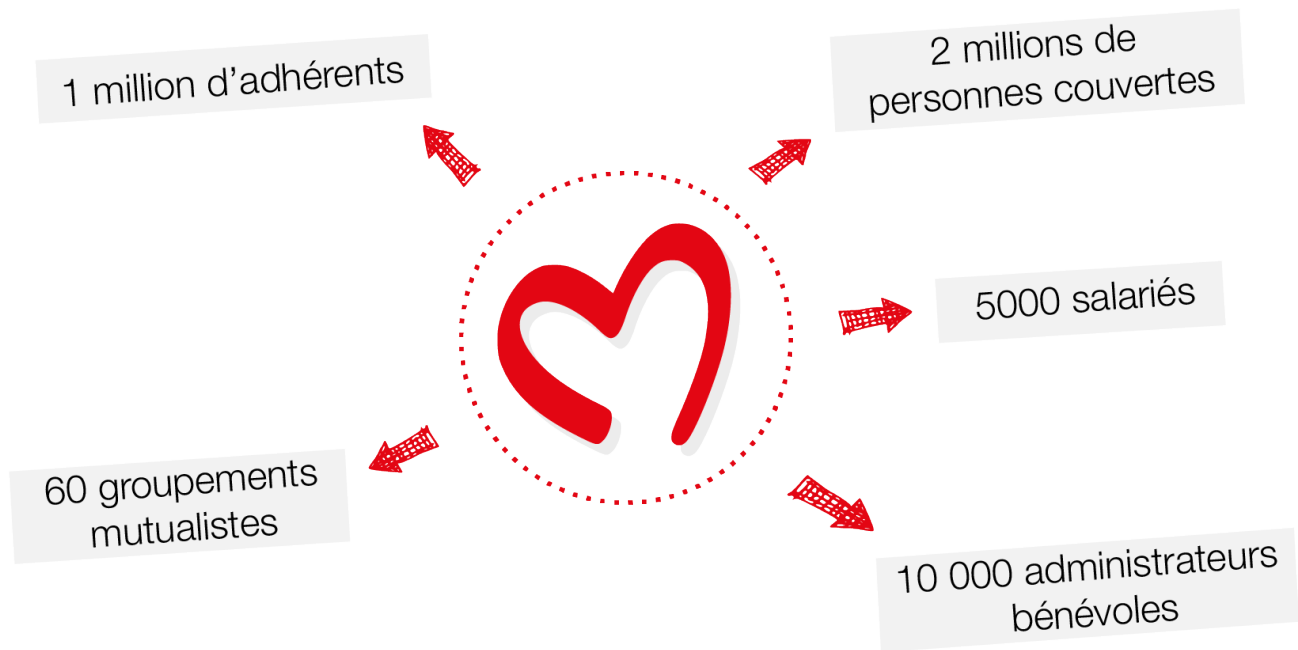 1 million d’adhérents
2 millions de
personnes couvertes
5000 salariés
60 groupements
mutualistes
10 000 administrateurs
bénévoles